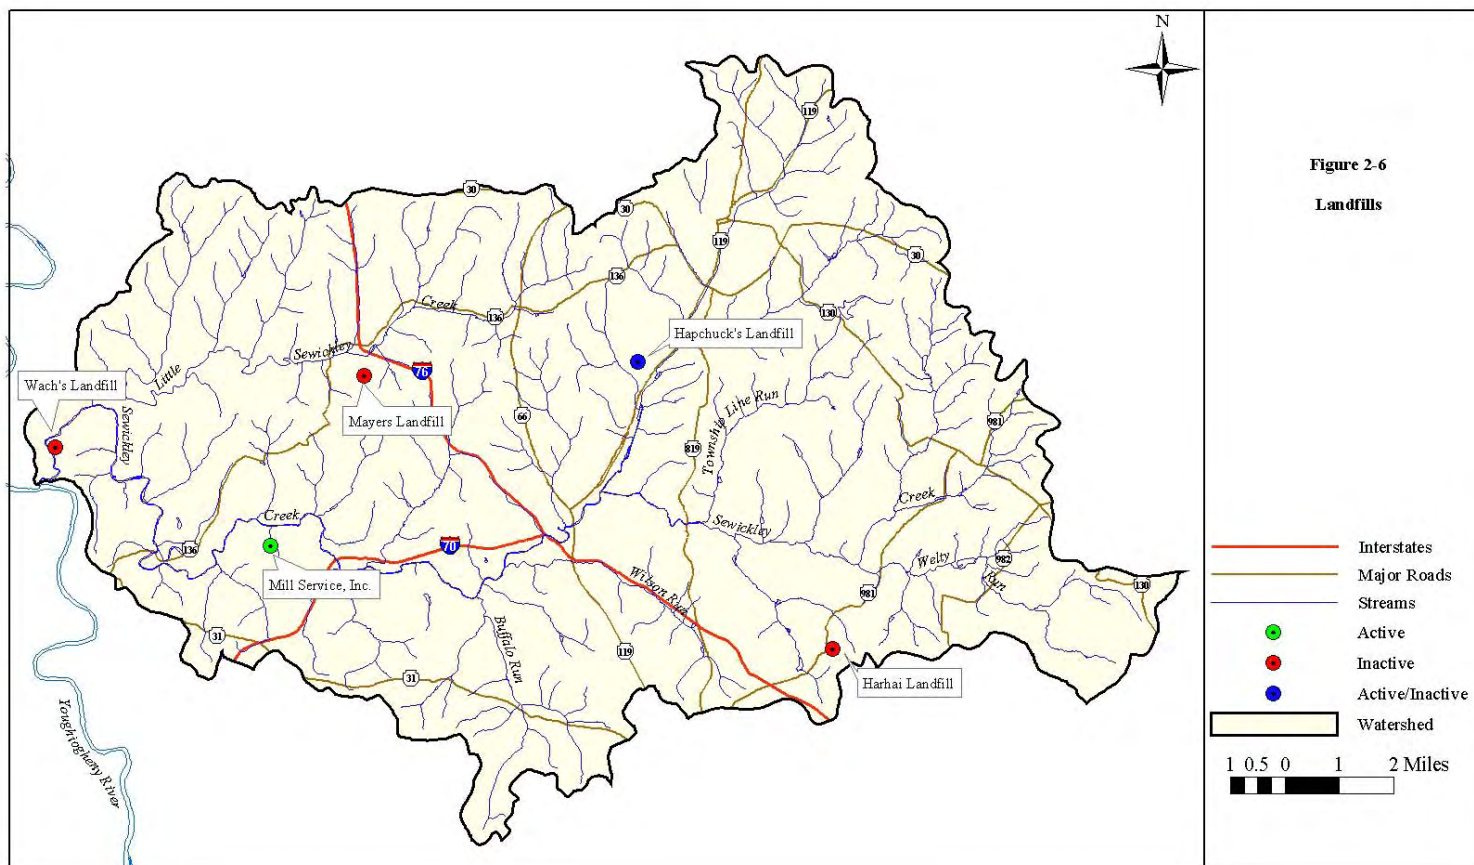 N
Figure 2-6
Landfills
119
30
30
119
136
30
Creek
136
130
Hapchuck's Landfill
Sewickley
76
Little
Wach's Landfill
Mayers Landfill
Sewickley
66
Township Line Run
981
819
Creek
Creek
Sewickley
136
70
Welty
982
Run
Mill Service, Inc.
Wilson Run
981
130
31
Buffalo Run
119
31
Harhai Landfill
Youghiogheny River
Interstates
Major Roads
Streams
Active
Inactive
Active/Inactive
Watershed
1 0.5 0 1 2 Miles